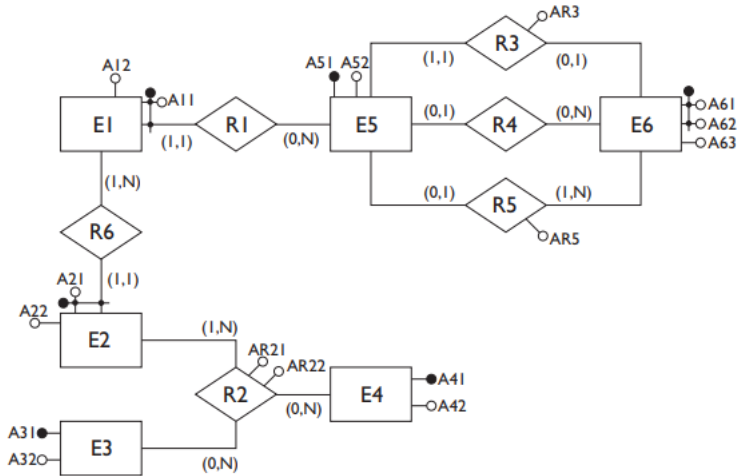 AR3
R3
A12
A51 A52
(1,1)
(0,1)
A11
A61
E1
R1
E5
(0,1)
R4
(0,N)
E6
A62
(1,1)
(0,N)
A63
(1,N)
(0,1)
R5
(1,N)
R6
AR5
A21
(1,1)
A22
E2
(1,N)
AR21
AR22
R2
E4
A41
(0,N)
A42
A31
E3
A32
(0,N)